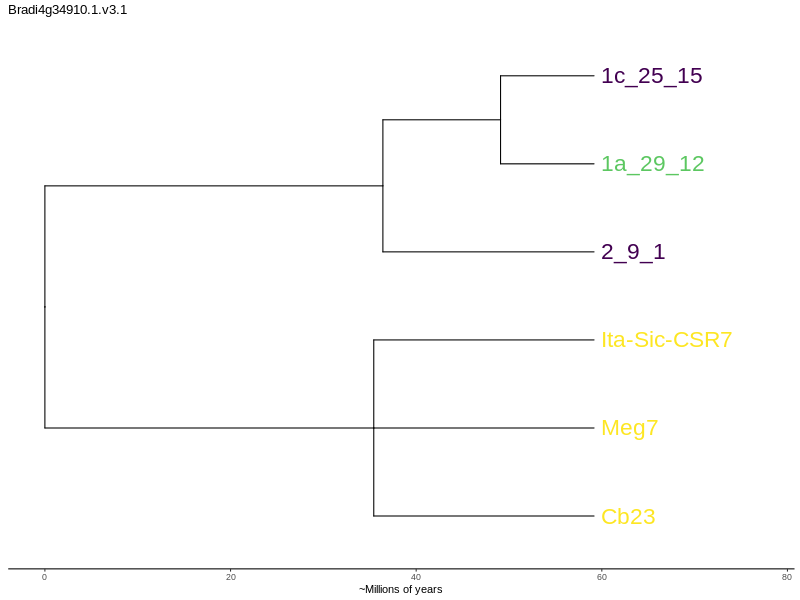 Bradi4g34910.1.v3.1
1c_25_15
1a_29_12
2_9_1
Ita-Sic-CSR7
Meg7
Cb23
0 20 40 60 80
~Millions of years